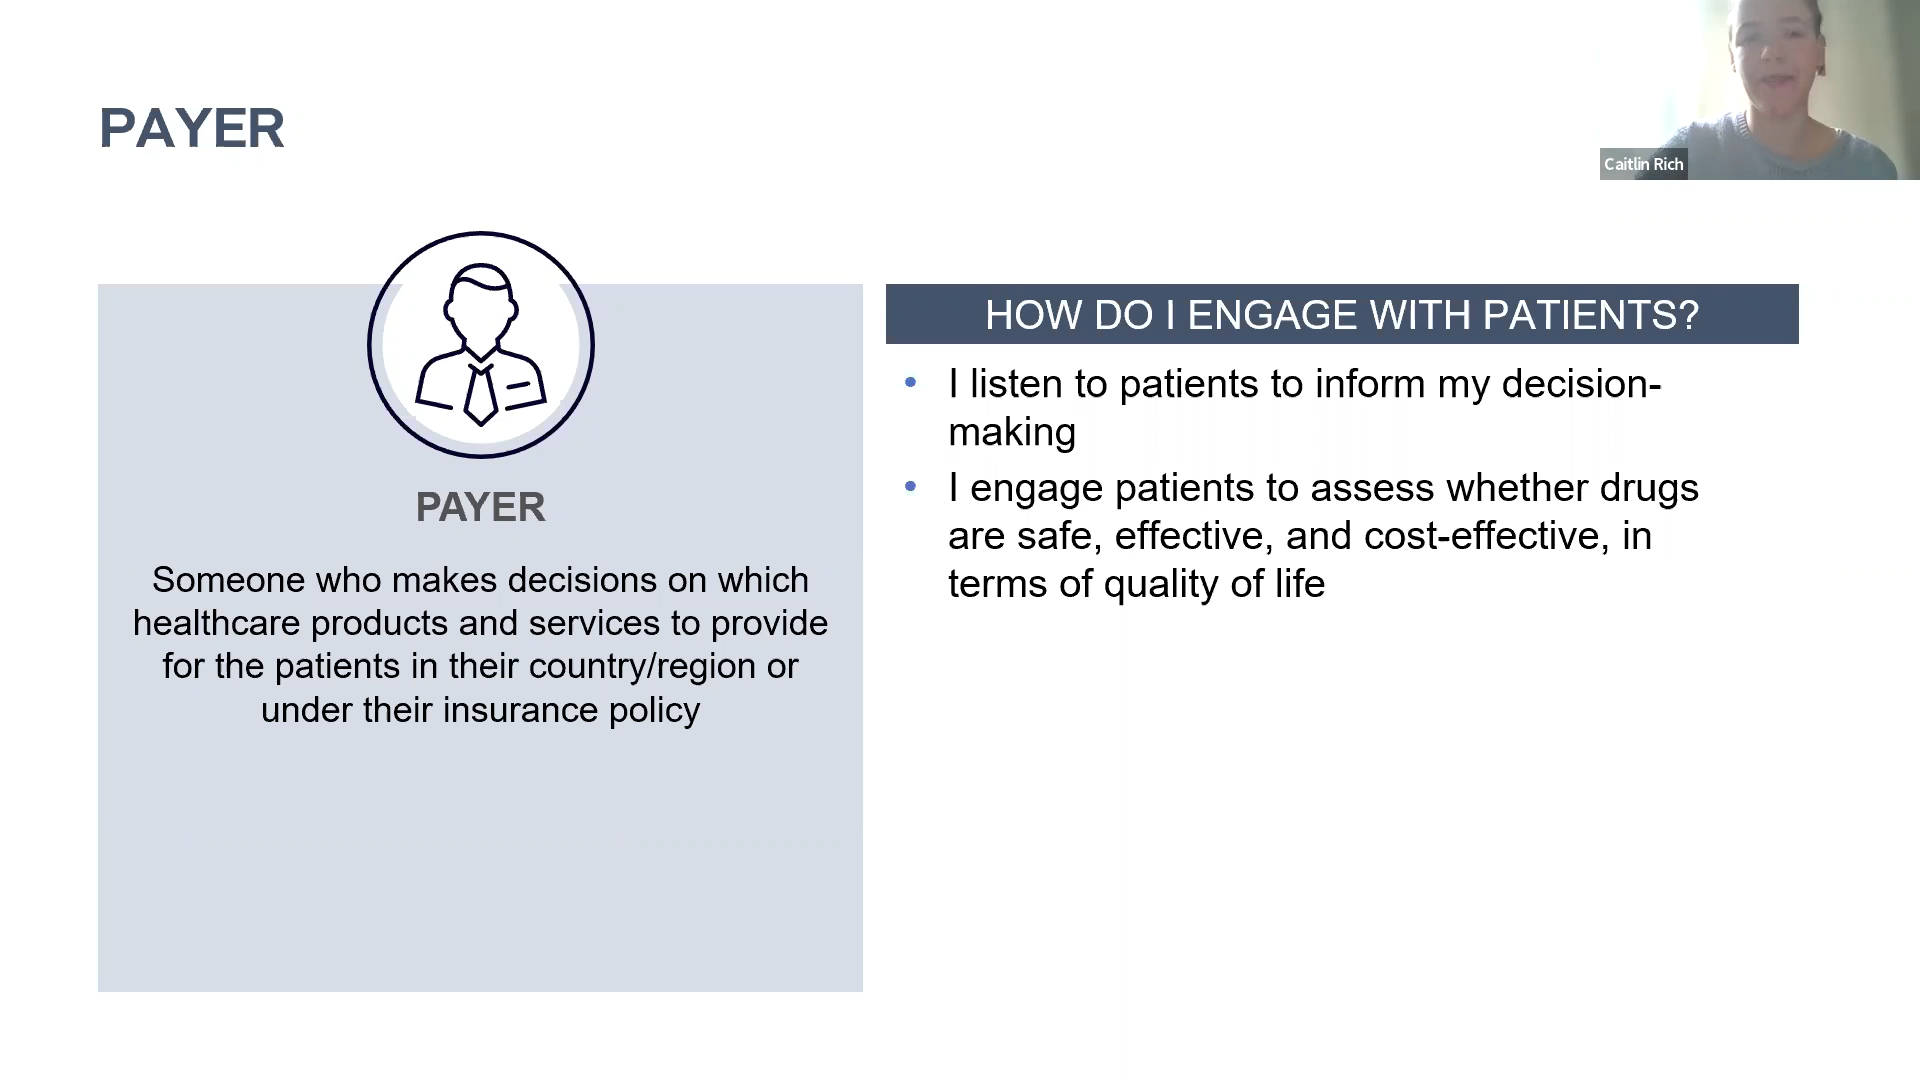 PAYER
Caitlin Rich
PAYER
Someone who makes decisions on which
healthcare products and services to provide
for the patients in their country/region or
under their insurance policy
HOW DO I ENGAGE WITH PATIENTS?
• I listen to patients to inform my decision-
making
• I engage patients to assess whether drugs
are safe, effective, and cost-effective, in
terms of quality of life